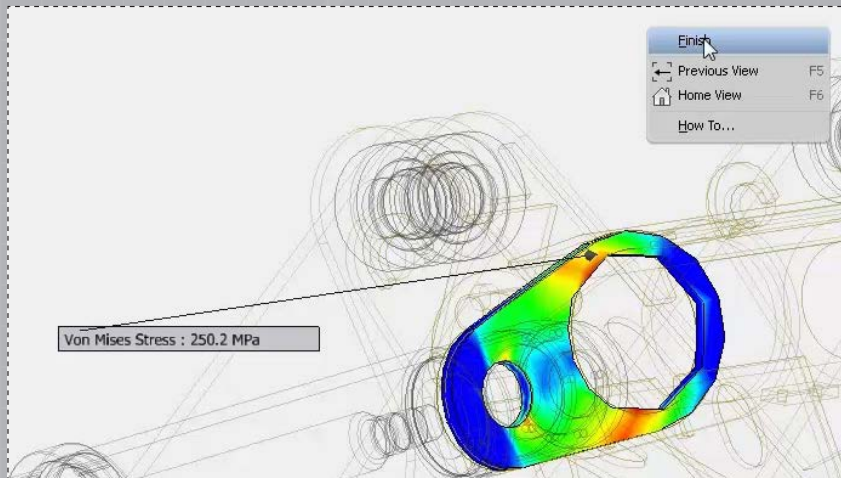 Finish
Previous View F5
Home View F6
How To...
Von Mises Stress : 250.2 MPa